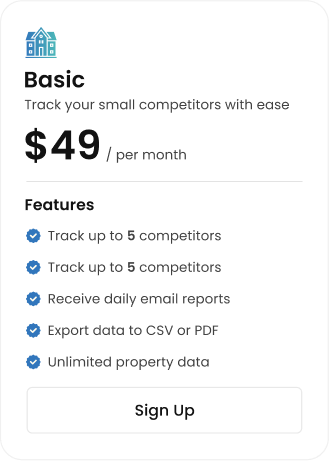 Basic
Track your small competitors with ease
$49 / per month
Features
Track up to 5 competitors
Track up to 5 competitors
Receive daily email reports
Export data to CSV or PDF
Unlimited property data
Sign Up